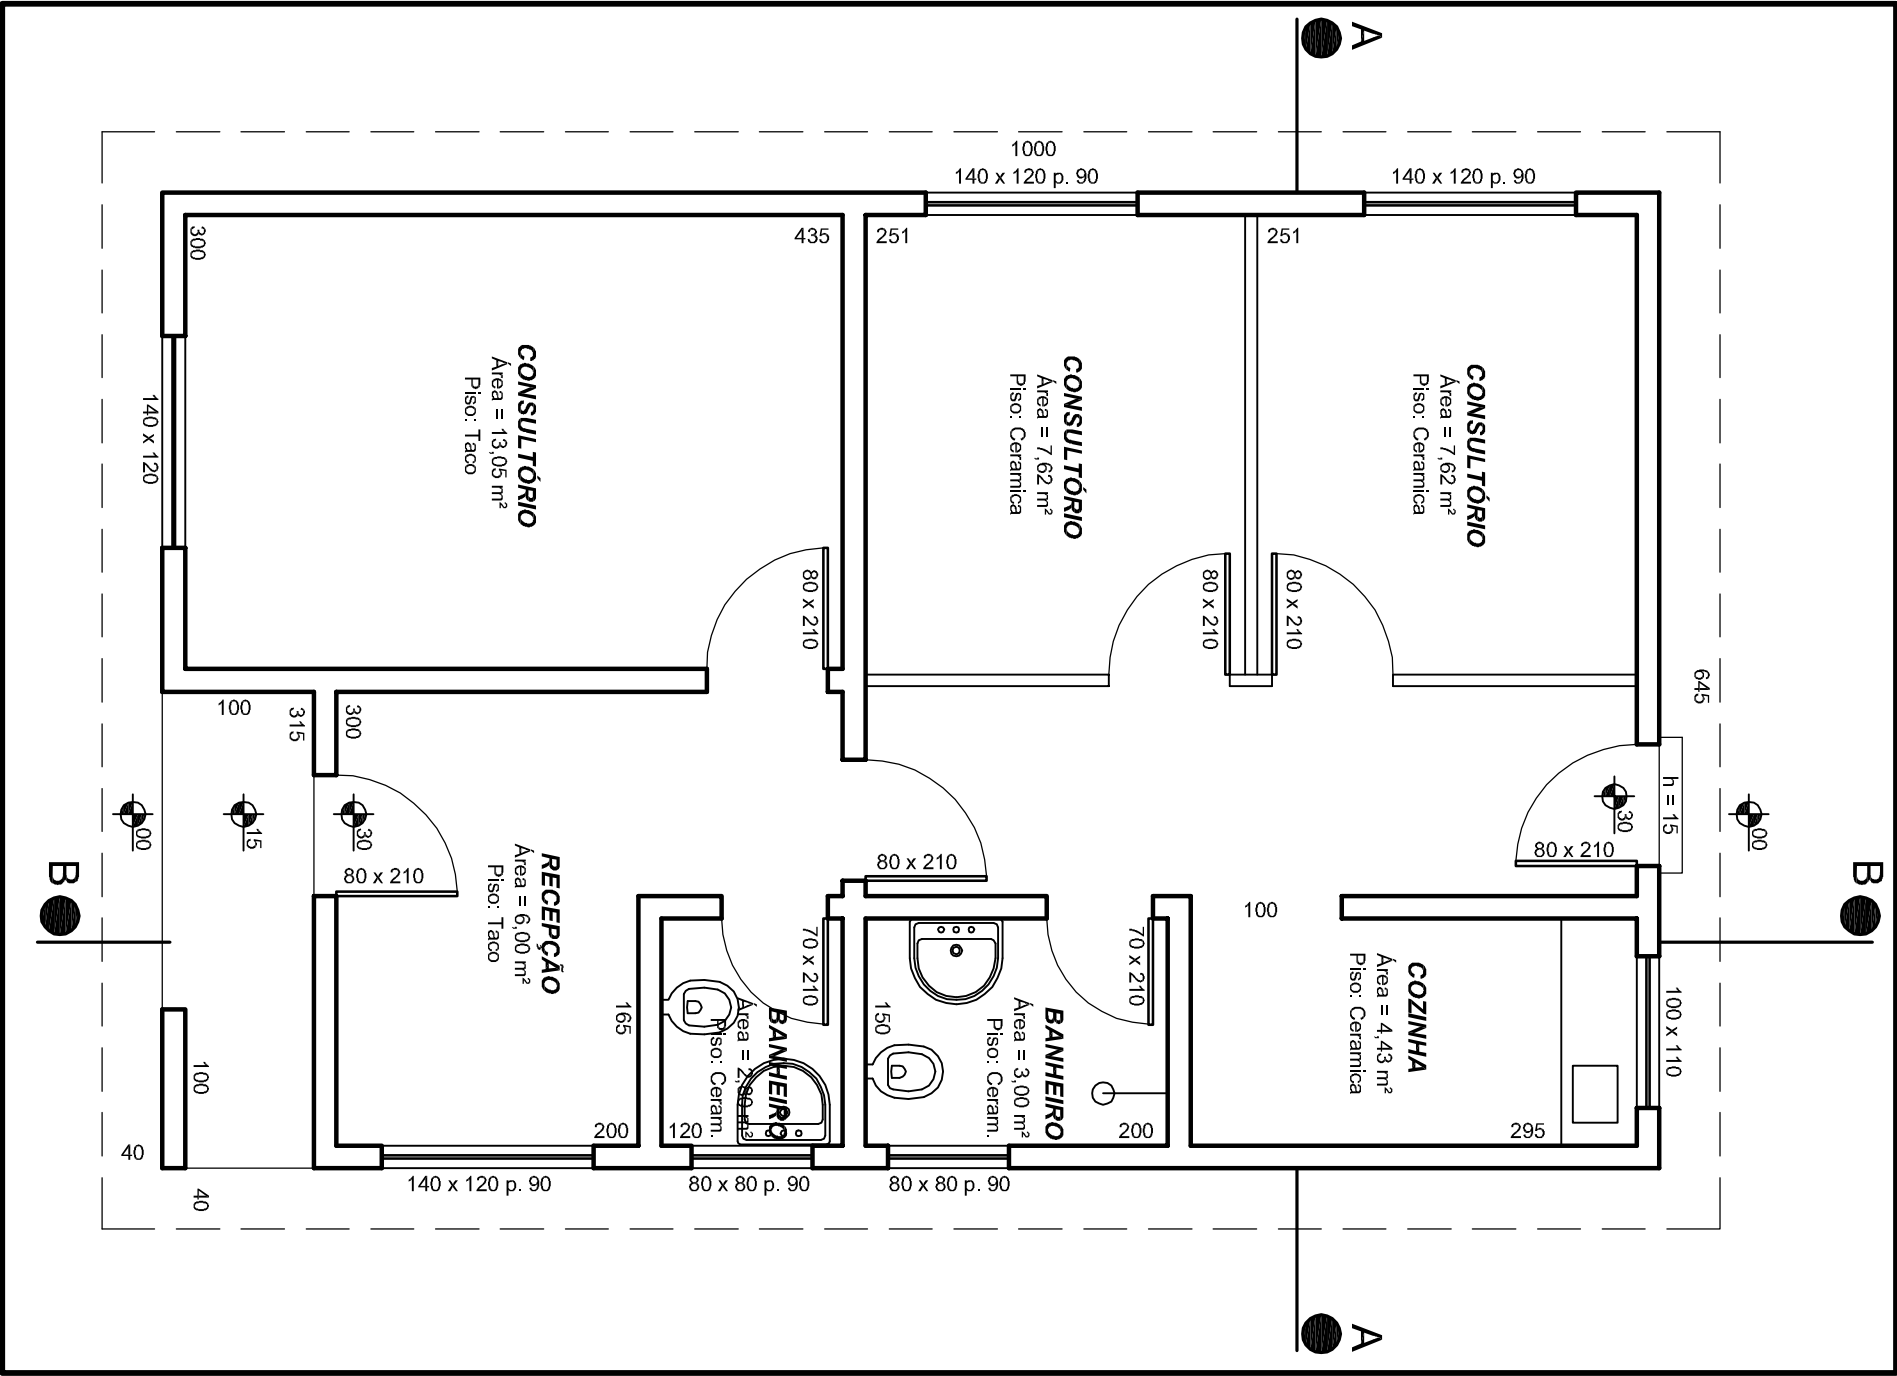 A
1000
140 x 120 p. 90
140 x 120 p. 90
300
435
251
251
CONSULTÓRIO
Área = 13,05 m²
Piso: Taco
CONSULTÓRIO
Área = 7,62 m²
Piso: Ceramica
CONSULTÓRIO
Área = 7,62 m²
Piso: Ceramica
140 x 120
80 x 210
80 x 210
80 x 210
645
100
315
300
h = 15
00
15
30
30
00
80 x 210
80 x 210
80 x 210
B
B
RECEPÇÃO
Área = 6,00 m²
Piso: Taco
100
70 x 210
70 x 210
COZINHA
Área = 4,43 m²
Piso: Ceramica
100 x 110
165
BANHEIRO
Área = 2,80 m²
Piso: Ceram.
150
BANHEIRO
Área = 3,00 m²
Piso: Ceram.
100
40
200
120
200
295
40
140 x 120 p. 90
80 x 80 p. 90
80 x 80 p. 90
A